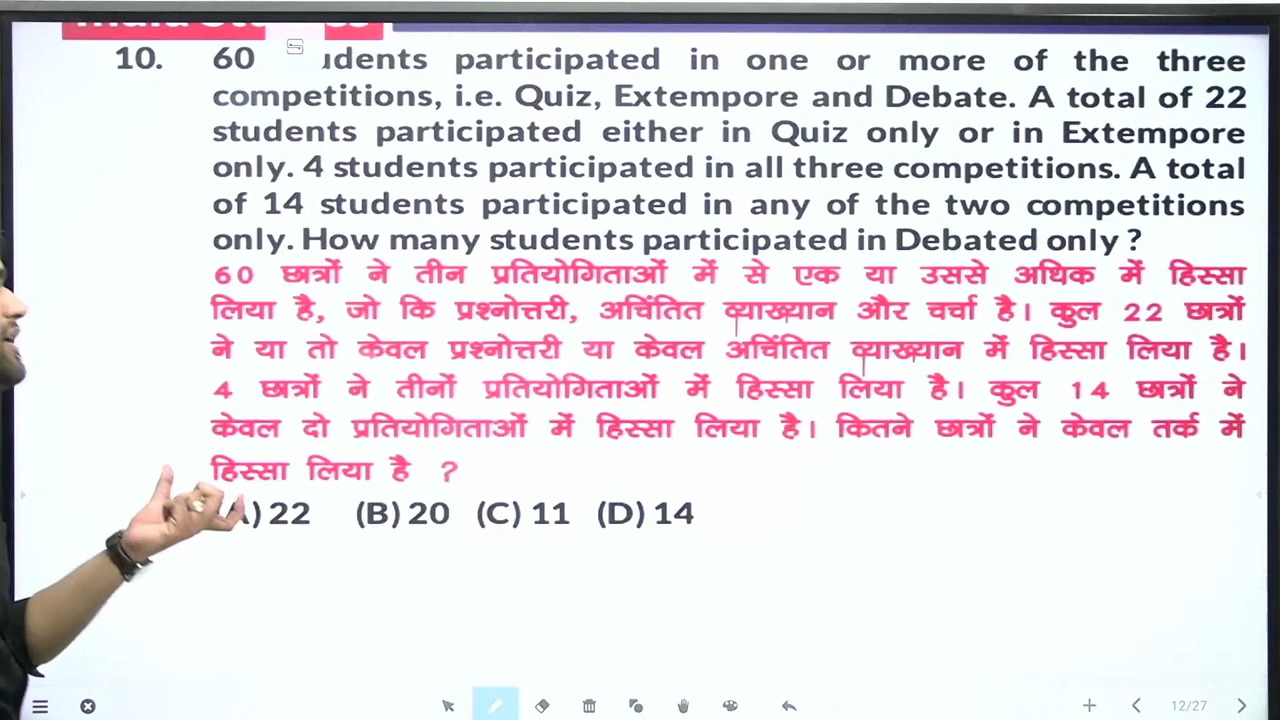 10. 60 udents participated in one or more of the three
competitions, i.e. Quiz, Extempore and Debate. A total of 22
students participated either in Quiz only or in Extempore
only. 4 students participated in all three competitions. A total
of 14 students participated in any of the two competitions
only. How many students participated in Debated only ?
60 छात्रों ने तीन प्रतियोगिताओं में से एक या उससे अधिक में हिस्सा
लिया है, जो कि प्रश्नोत्तरी, अचिंतित व्याख्यान और चर्चा है। कुल 22 छात्रों
ने या तो केवल प्रश्नोत्तरी या केवल अचिंतित व्याख्यान में हिस्सा लिया है।
4 छात्रों ने तीनों प्रतियोगिताओं में हिस्सा लिया है। कुल 14 छात्रों ने
केवल दो प्रतियोगिताओं में हिस्सा लिया है। कितने छात्रों ने केवल तर्क में
हिस्सा लिया है ?
(A) 22 (B) 20 (C) 11 (D) 14
12/27